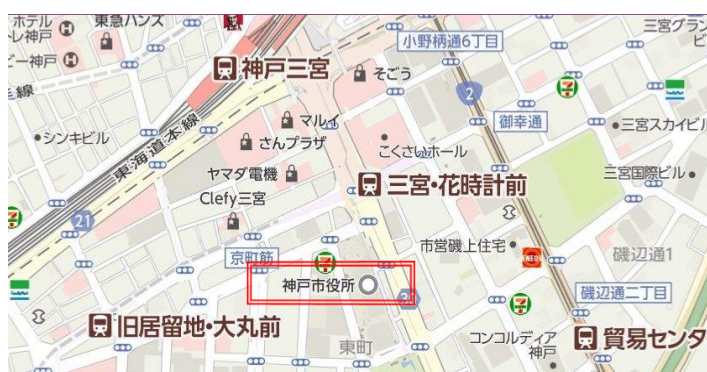 ホテル
レ神戸
東急ハンズ
小野柄通6丁目
三宮グラン
ビ
ー神戸
神戸三宮
そごう
2
線
シンキビル
マルイ
さんプラザ
こくさいホール
御幸通
三宮スカイビル
東海道本線
ヤマダ電機
Clefy三宮
三宮・花時計前
三宮国際ビル
21
京町筋
市営磯上住宅
ENEOS
磯辺通1
神戸市役所
磯辺通二丁目
旧居留地・大丸前
東町
コンコルディア
神戸
貿易センタ